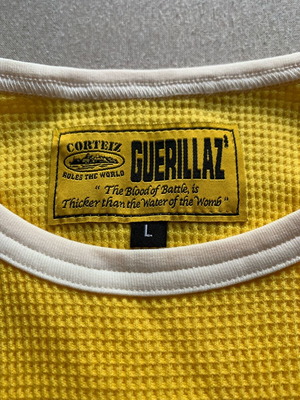 CORTEIZ
RULES THE WORLD
GUERILLAZ'
" The Blood of Battle, is
Thicker than the Water of the Womb "
L